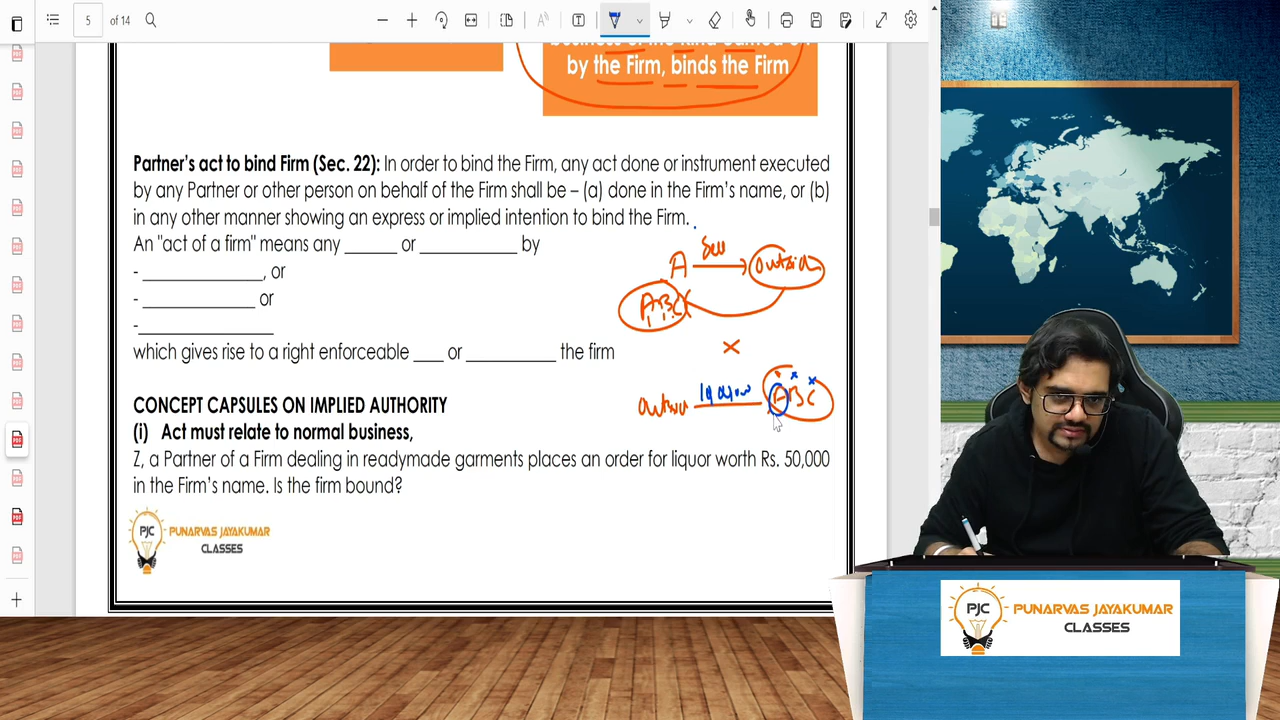 5 of 14
by the Firm, binds the Firm
Partner's act to bind Firm (Sec. 22): In order to bind the Firm, any act done or instrument executed
by any Partner or other person on behalf of the Firm shall be – (a) done in the Firm's name, or (b)
in any other manner showing an express or implied intention to bind the Firm.
An "act of a firm" means any ______ or ___________ by
- ______________, or
- _____________ or
-________________
which gives rise to a right enforceable ____ or ___________ the firm
A
ABC
ABC
CONCEPT CAPSULES ON IMPLIED AUTHORITY
(i) Act must relate to normal business,
Z, a Partner of a Firm dealing in readymade garments places an order for liquor worth Rs. 50,000
in the Firm's name. Is the firm bound?
PJC
PUNARVAS JAYAKUMAR
CLASSES
PJC
PUNARVAS JAYAKUMAR
CLASSES